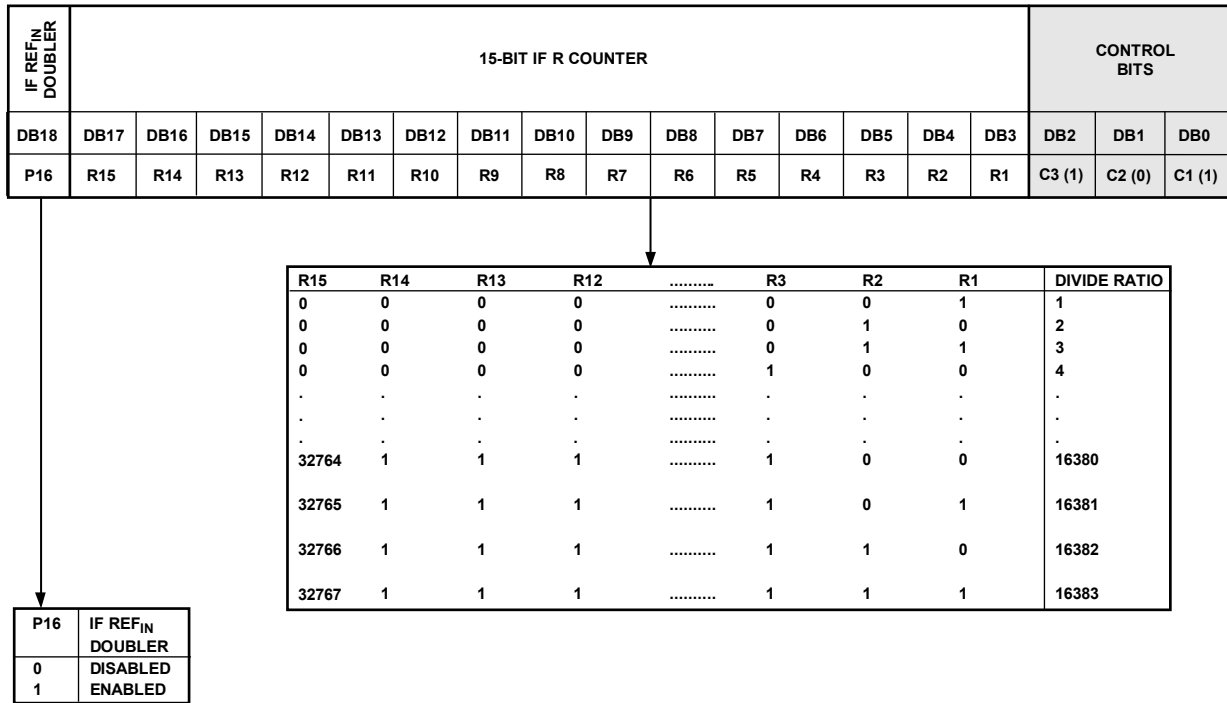 IF REFIN DOUBLER
15-BIT IF R COUNTER
CONTROL
BITS
DB18 DB17 DB16 DB15 DB14 DB13 DB12 DB11 DB10 DB9 DB8 DB7 DB6 DB5 DB4 DB3 DB2 DB1 DB0
P16 R15 R14 R13 R12 R11 R10 R9 R8 R7 R6 R5 R4 R3 R2 R1 C3 (1) C2 (0) C1 (1)
R15 R14 R13 R12 .......... R3 R2 R1 DIVIDE RATIO
0 0 0 0 .......... 0 0 1 1
0 0 0 0 .......... 0 1 0 2
0 0 0 0 .......... 0 1 1 3
0 0 0 0 .......... 1 0 0 4
. . . . .......... . . . .
. . . . .......... . . . .
. . . . .......... . . . .
32764 1 1 1 .......... 1 0 0 16380
32765 1 1 1 .......... 1 0 1 16381
32766 1 1 1 .......... 1 1 0 16382
32767 1 1 1 .......... 1 1 1 16383
P16 IF REFIN
DOUBLER
0 DISABLED
1 ENABLED